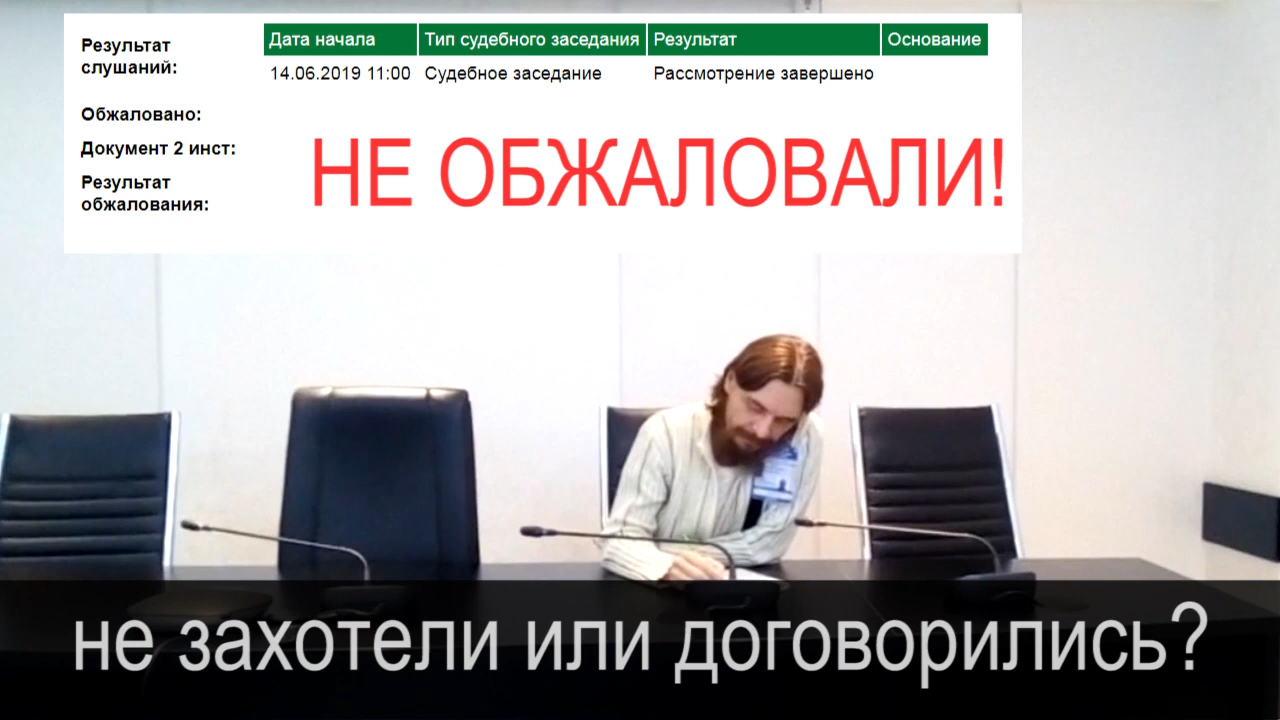 Результат
слушаний:
Дата начала Тип судебного заседания Результат Основание
14.06.2019 11:00 Судебное заседание Рассмотрение завершено
Обжаловано:
Документ 2 инст:
Результат
обжалования:
НЕ ОБЖАЛОВАЛИ!
не захотели или договорились?